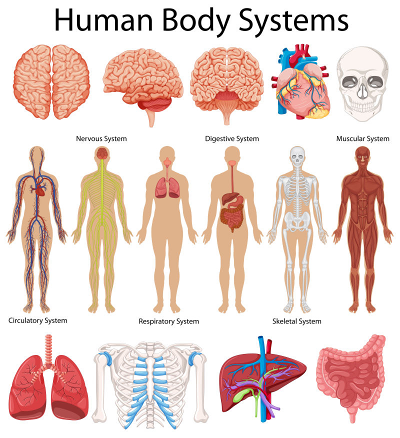 Human Body Systems
Nervous System
Digestive System
Muscular System
Circulatory System
Respiratory System
Skeletal System